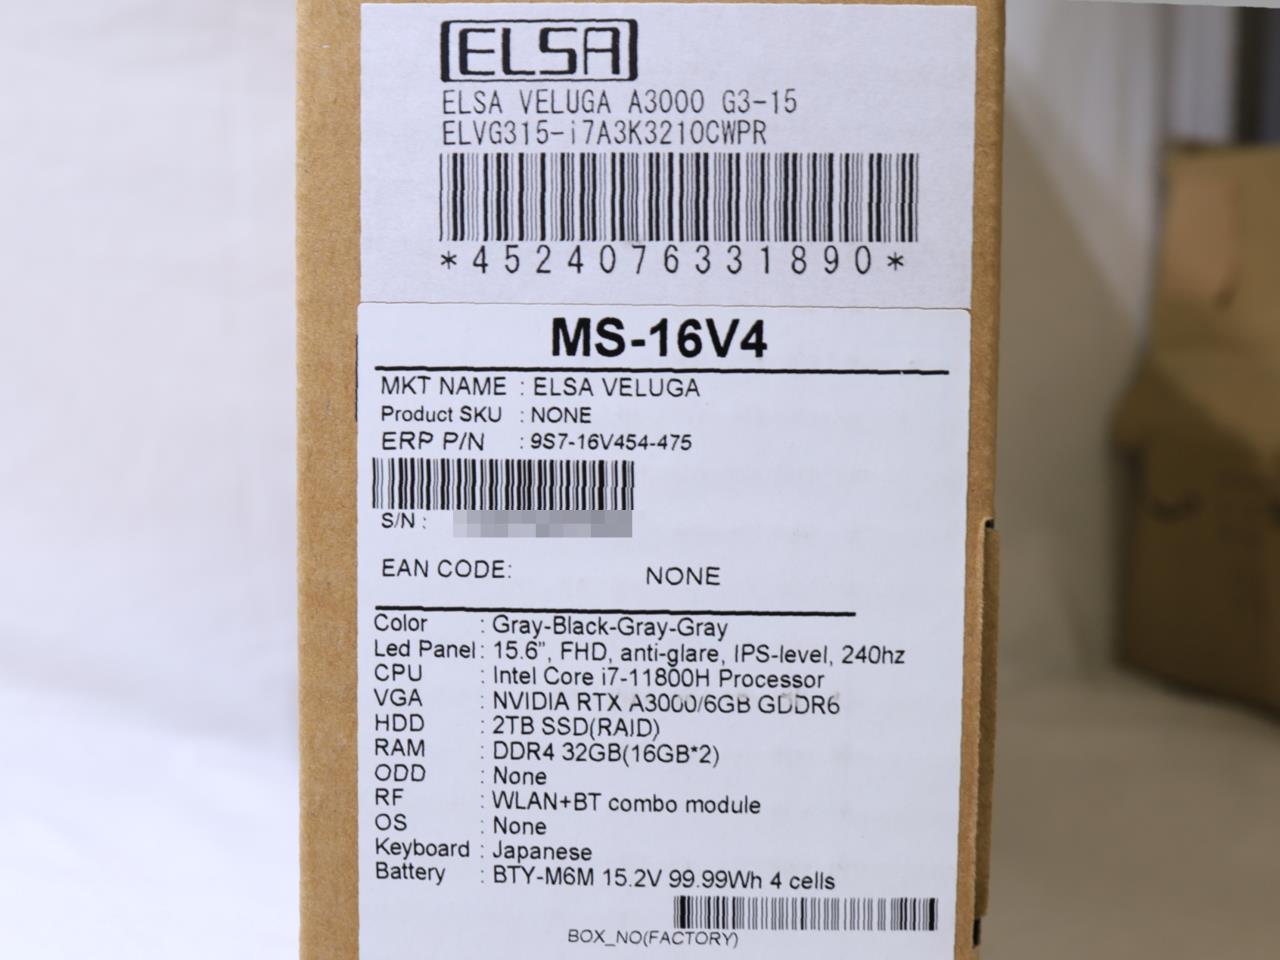 ELSA
ELSA VELUGA A3000 G3-15
ELVG315-i7A3K3210CWPR
*4524076331890*
MS-16V4
MKT NAME : ELSA VELUGA
Product SKU : NONE
ERP P/N : 9S7-16V454-475
S/N :
EAN CODE: NONE
Color : Gray-Black-Gray-Gray
Led Panel : 15.6”, FHD, anti-glare, IPS-level, 240hz
CPU : Intel Core i7-11800H Processor
VGA : NVIDIA RTX A3000/6GB GDDR6
HDD : 2TB SSD(RAID)
RAM : DDR4 32GB(16GB*2)
ODD : None
RF : WLAN+BT combo module
OS : None
Keyboard : Japanese
Battery : BTY-M6M 15.2V 99.99Wh 4 cells
BOX_NO(FACTORY)